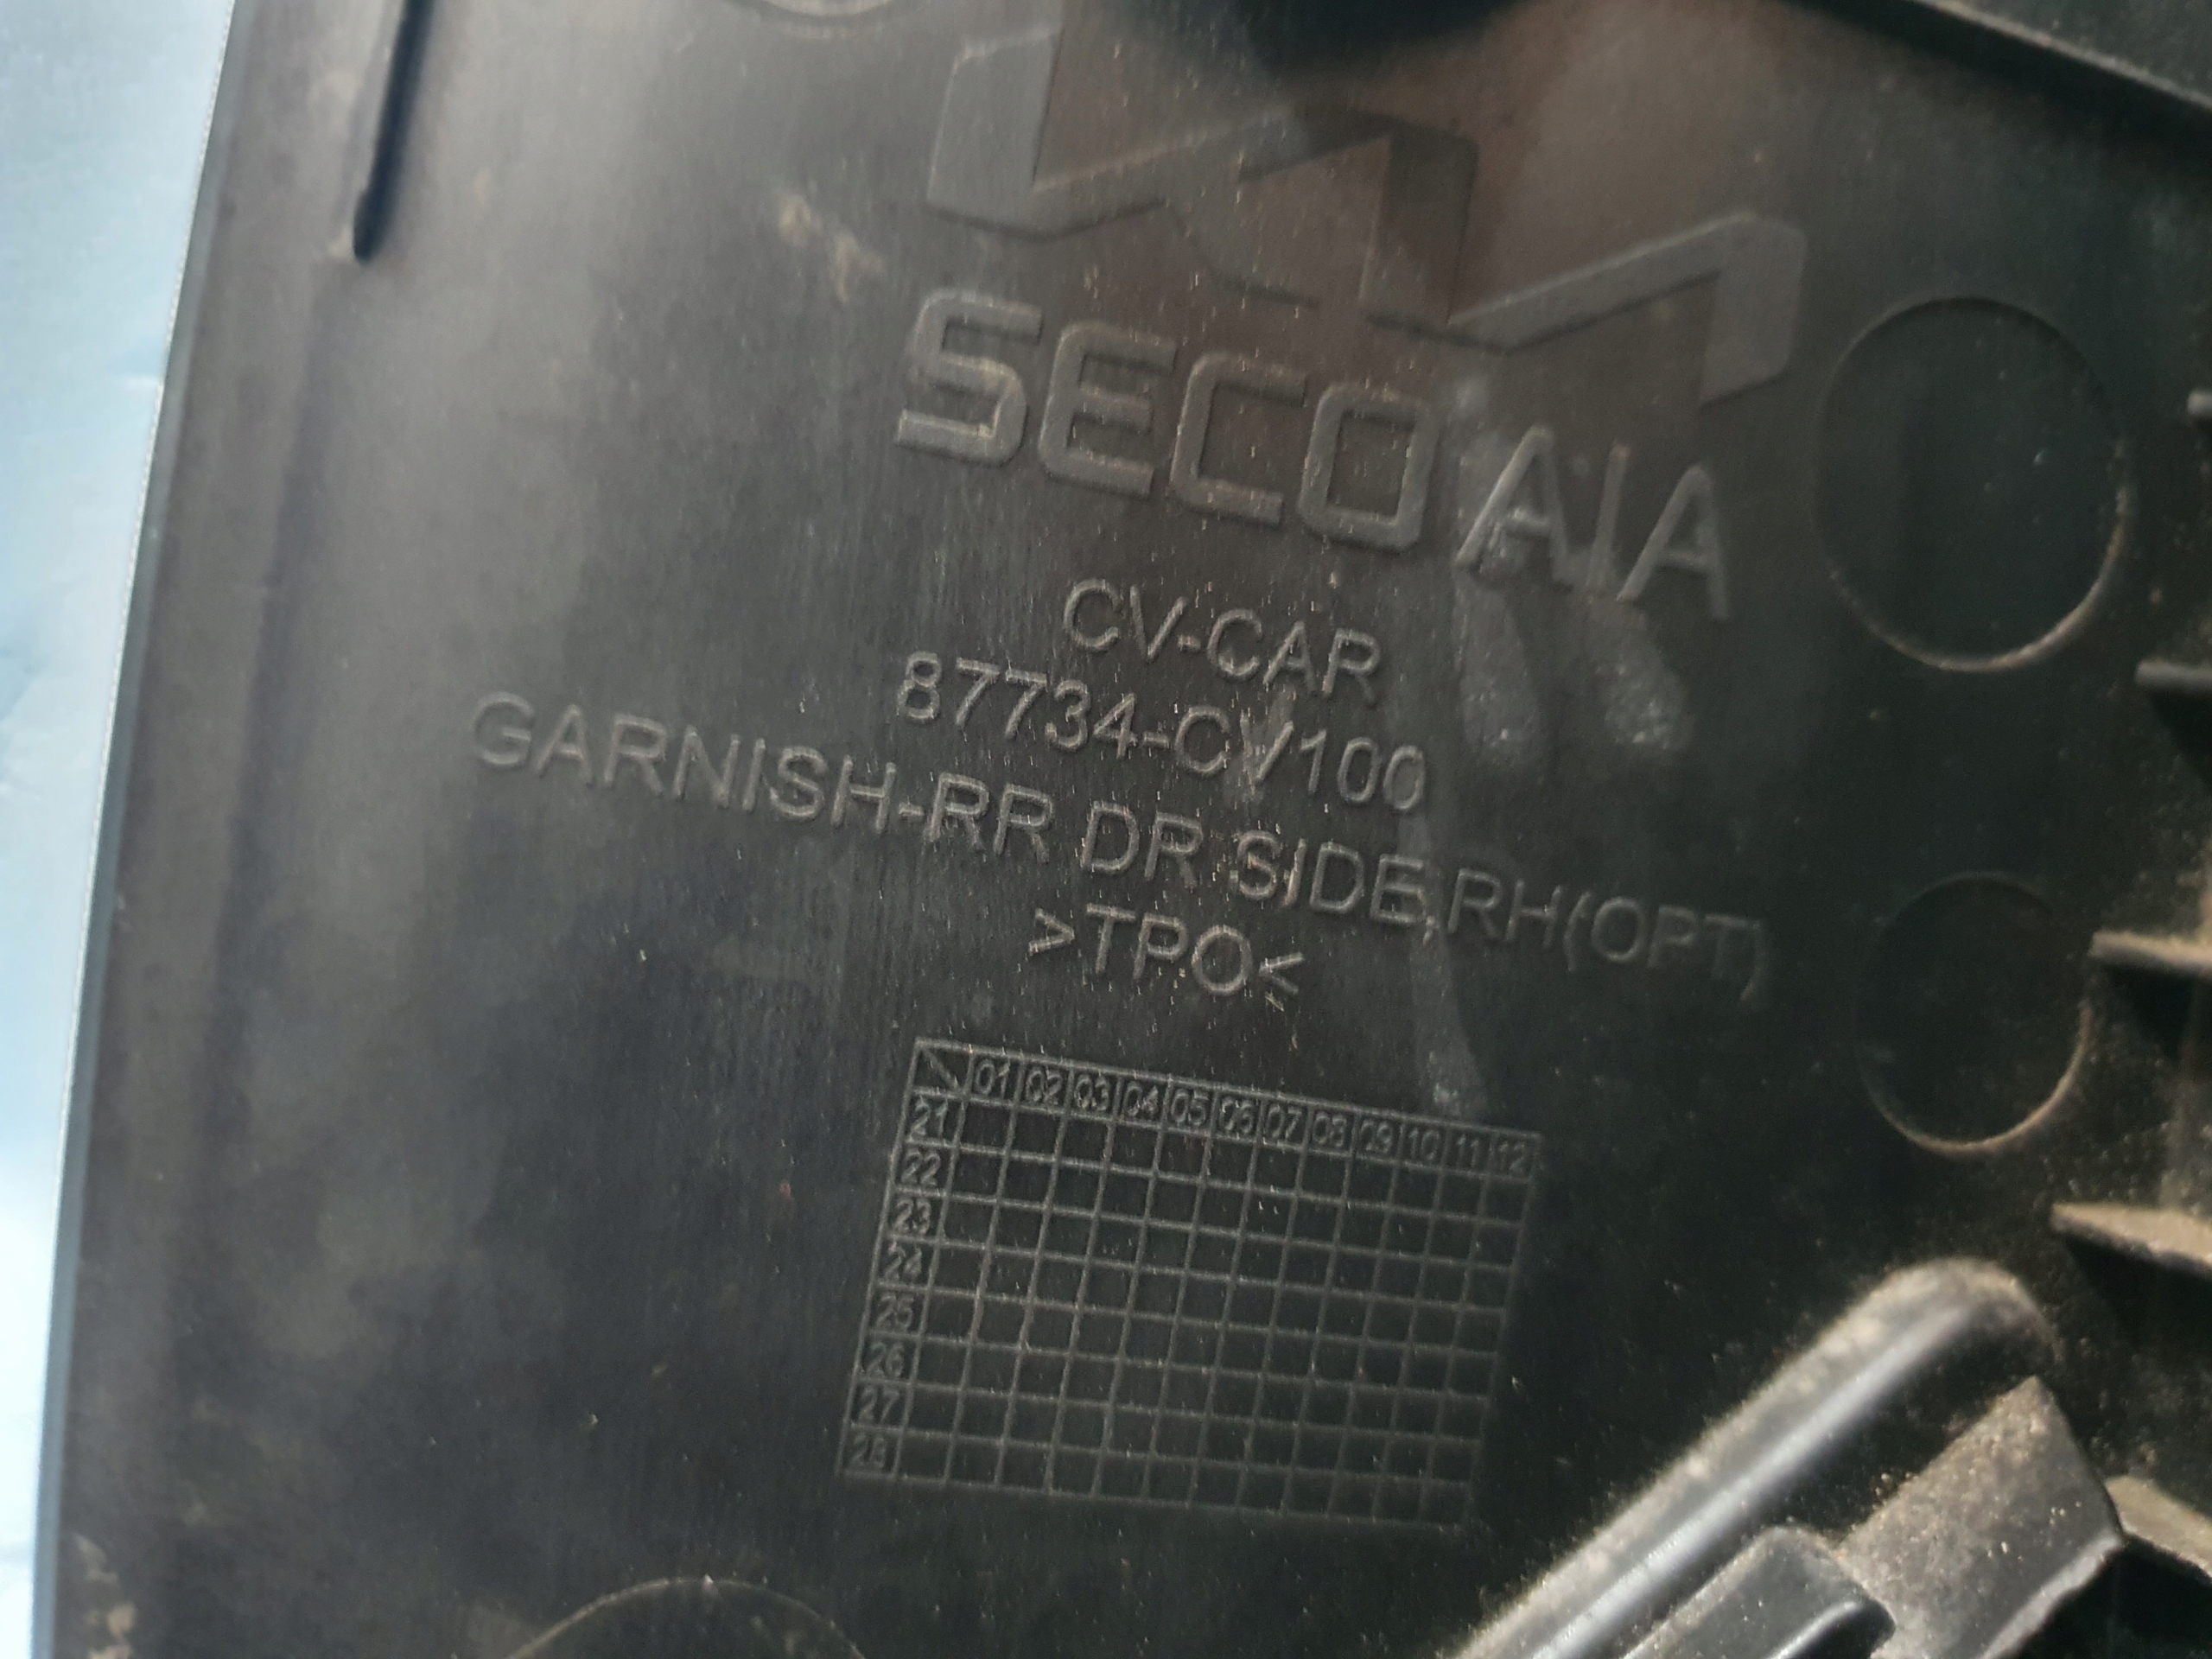 SECO AIA
CV-CAR
87734-CV100
GARNISH-RR DR SIDE,RH(OPT)
>TPO<
01 02 03 04 05 06 07 08 09 10 11 12
21
22
23
24
25
26
27
28